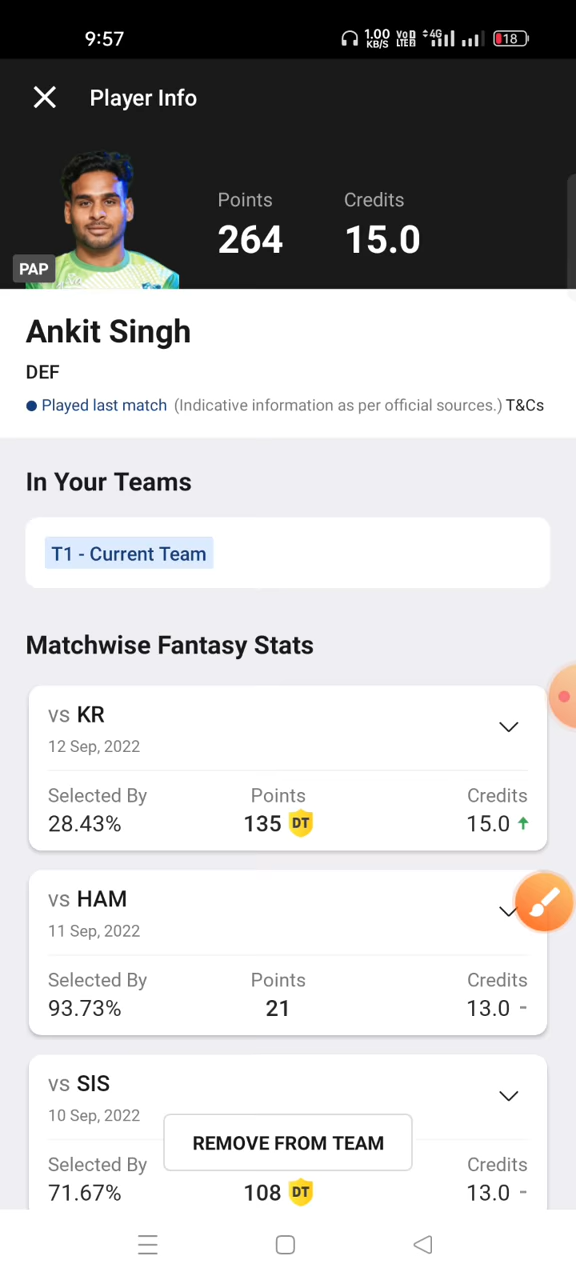 9:57 1.00 KB/S VoD LTE2 4G 18
Player Info
Points Credits
264 15.0
PAP
Ankit Singh
DEF
Played last match (Indicative information as per official sources.) T&Cs
In Your Teams
T1 - Current Team
Matchwise Fantasy Stats
vs KR
12 Sep, 2022
Selected By Points Credits
28.43% 135 DT 15.0
vs HAM
11 Sep, 2022
Selected By Points Credits
93.73% 21 13.0 -
vs SIS
10 Sep, 2022
REMOVE FROM TEAM
Selected By Credits
71.67% 108 DT 13.0 -